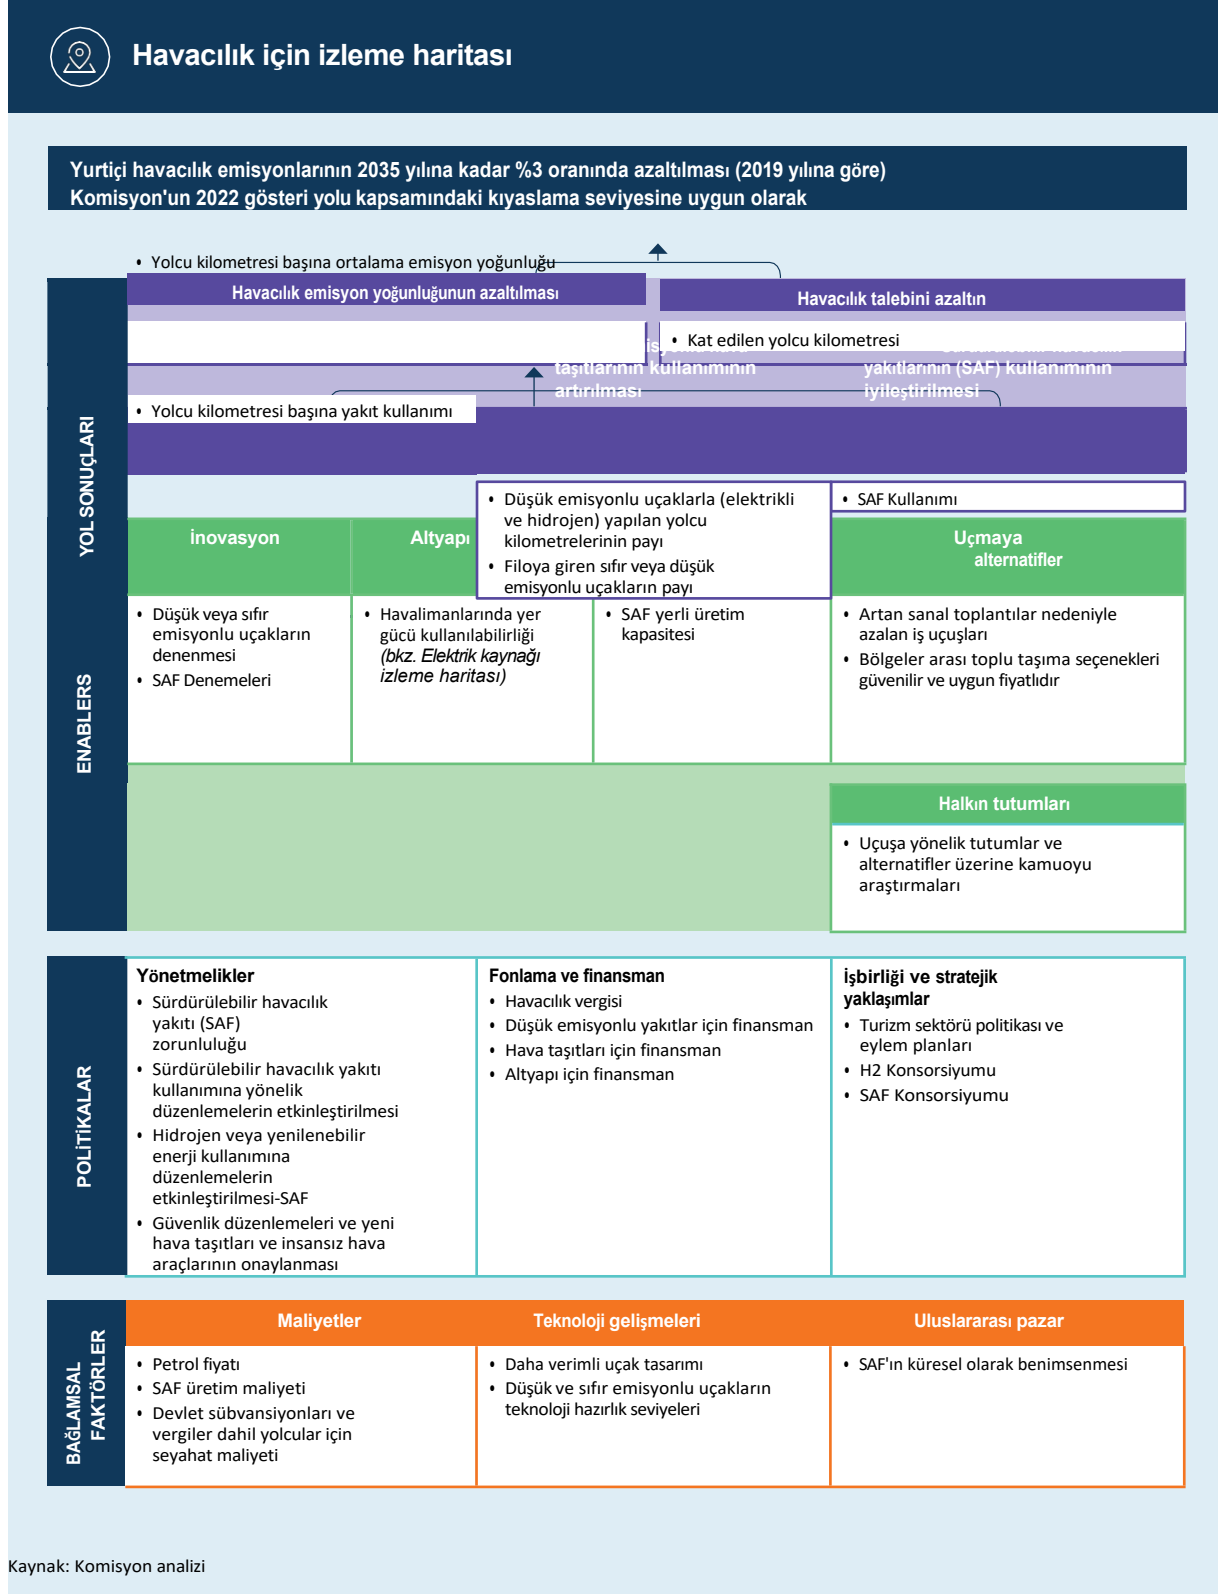 Havacılık için izleme haritası
Yurtiçi havacılık emisyonlarının 2035 yılına kadar %3 oranında azaltılması (2019 yılına göre)
Komisyon'un 2022 gösteri yolu kapsamındaki kıyaslama seviyesine uygun olarak
• Yolcu kilometresi başına ortalama emisyon yoğunluğu
YOL SONUÇLARI
Havacılık emisyon yoğunluğunun azaltılması
Havacılık talebini azaltın
• Kat edilen yolcu kilometresi
taşıtlarının kullanımının
artırılması
yakıtlarının (SAF) kullanımının
iyileştirilmesi
• Yolcu kilometresi başına yakıt kullanımı
• Düşük emisyonlu uçaklarla (elektrikli
ve hidrojen) yapılan yolcu
kilometrelerinin payı
• Filoya giren sıfır veya düşük
emisyonlu uçakların payı
• SAF Kullanımı
ENABLERS
İnovasyon
• Düşük veya sıfır
emisyonlu uçakların
denenmesi
• SAF Denemeleri
Altyapı
• Havalimanlarında yer
gücü kullanılabilirliği
(bkz. Elektrik kaynağı
izleme haritası)
• SAF yerli üretim
kapasitesi
Uçmaya
alternatifler
• Artan sanal toplantılar nedeniyle
azalan iş uçuşları
• Bölgeler arası toplu taşıma seçenekleri
güvenilir ve uygun fiyatlıdır
Halkın tutumları
• Uçuşa yönelik tutumlar ve
alternatifler üzerine kamuoyu
araştırmaları
POLİTİKALAR
Yönetmelikler
• Sürdürülebilir havacılık
yakıtı (SAF)
zorunluluğu
• Sürdürülebilir havacılık yakıtı
kullanımına yönelik
düzenlemelerin etkinleştirilmesi
• Hidrojen veya yenilenebilir
enerji kullanımına
düzenlemelerin
etkinleştirilmesi-SAF
• Güvenlik düzenlemeleri ve yeni
hava taşıtları ve insansız hava
araçlarının onaylanması
Fonlama ve finansman
• Havacılık vergisi
• Düşük emisyonlu yakıtlar için finansman
• Hava taşıtları için finansman
• Altyapı için finansman
İşbirliği ve stratejik
yaklaşımlar
• Turizm sektörü politikası ve
eylem planları
• H2 Konsorsiyumu
• SAF Konsorsiyumu
BAĞLAMSAL
FAKTÖRLER
Maliyetler
• Petrol fiyatı
• SAF üretim maliyeti
• Devlet sübvansiyonları ve
vergiler dahil yolcular için
seyahat maliyeti
Teknoloji gelişmeleri
• Daha verimli uçak tasarımı
• Düşük ve sıfır emisyonlu uçakların
teknoloji hazırlık seviyeleri
Uluslararası pazar
• SAF'ın küresel olarak benimsenmesi
Kaynak: Komisyon analizi